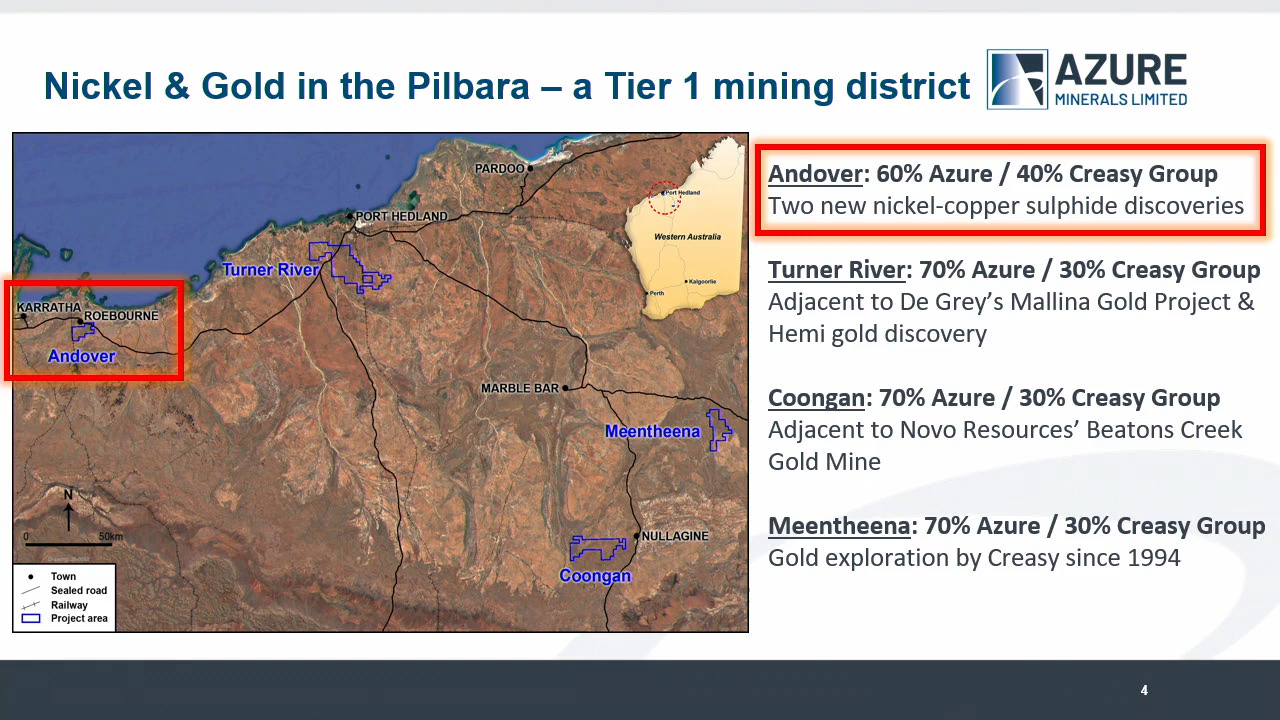 Nickel & Gold in the Pilbara – a Tier 1 mining district
AZURE
MINERALS LIMITED
PARDOO
PORT HEDLAND
Turner River
KARRATHA
ROEBOURNE
Andover
MARBLE BAR
Meentheena
NULLAGINE
Coongan
Port Hedland
Western Australia
Kalgoorlie
Perth
N
0
50km
Town
Sealed road
Railway
Project area
Andover: 60% Azure / 40% Creasy Group
Two new nickel-copper sulphide discoveries
Turner River: 70% Azure / 30% Creasy Group
Adjacent to De Grey’s Mallina Gold Project &
Hemi gold discovery
Coongan: 70% Azure / 30% Creasy Group
Adjacent to Novo Resources’ Beatons Creek
Gold Mine
Meentheena: 70% Azure / 30% Creasy Group
Gold exploration by Creasy since 1994
4